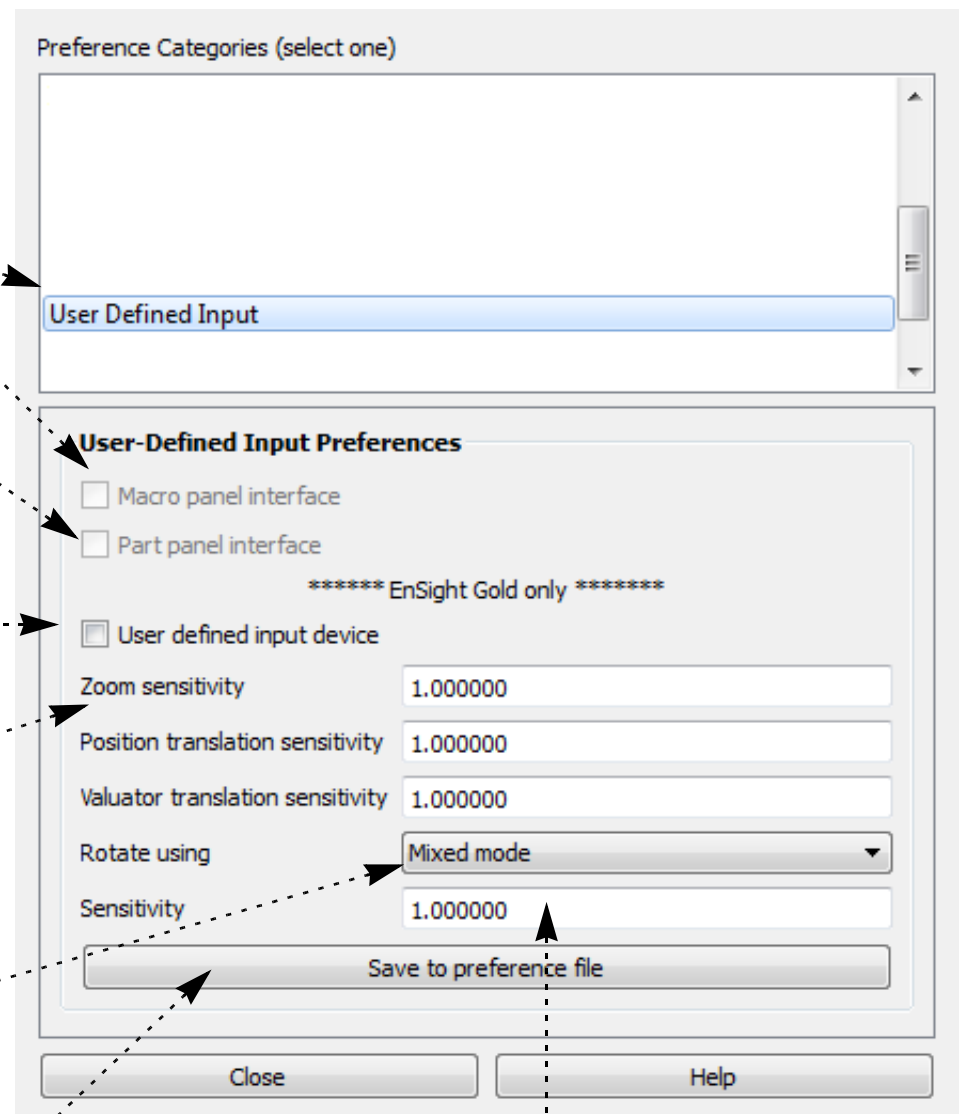 Preference Categories (select one)
User Defined Input
User-Defined Input Preferences
Macro panel interface
Part panel interface
****** EnSight Gold only *******
User defined input device
Zoom sensitivity 1.000000
Position translation sensitivity 1.000000
Valuator translation sensitivity 1.000000
Rotate using Mixed mode
Sensitivity 1.000000
Save to preference file
Close Help